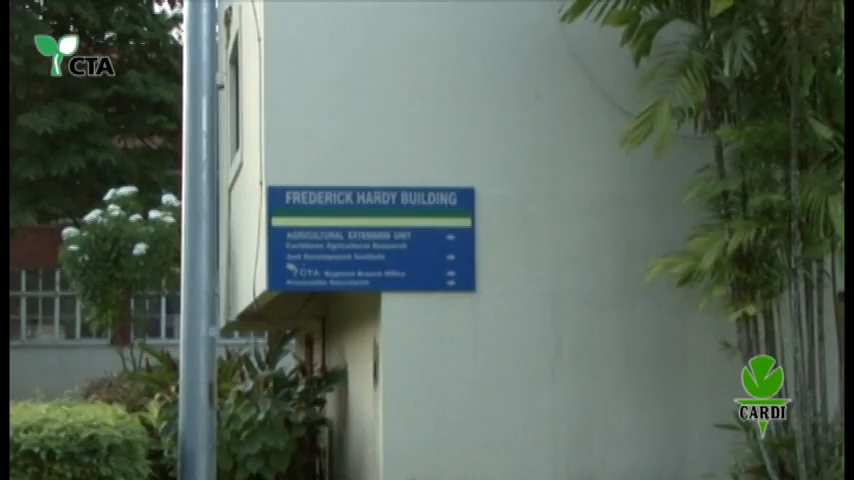 CTA
FREDERICK HARDY BUILDING
AGRICULTURAL EXTENSION UNIT
Caribbean Agricultural Research
And Development Institute
CTA Regional Branch Office
CARDI